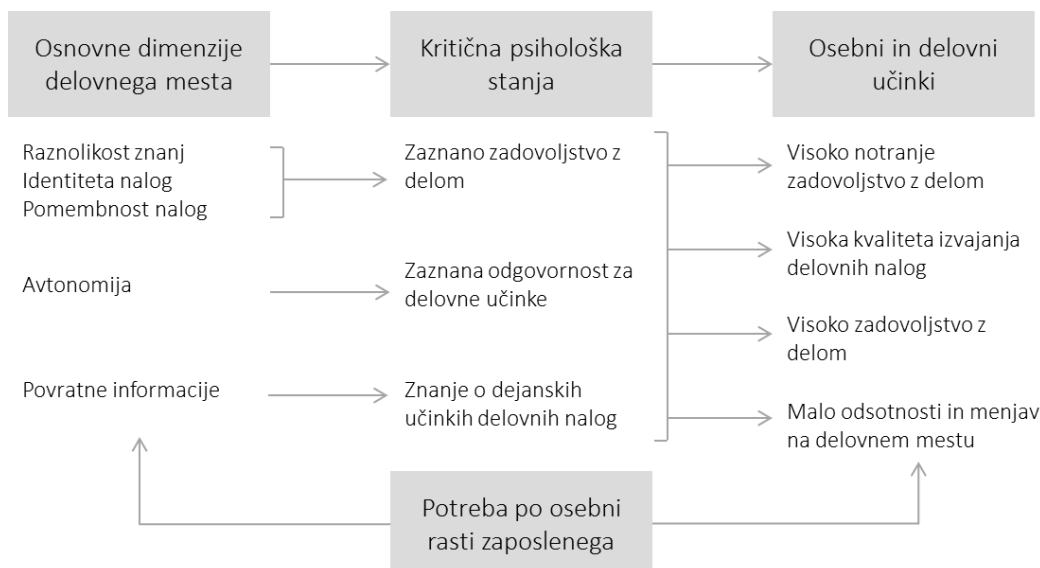 Osnovne dimenzije
delovnega mesta
Kritična psihološka
stanja
Osebni in delovni
učinki
Raznolikost znanj
Identiteta nalog
Pomembnost nalog
Zaznano zadovoljstvo z
delom
Visoko notranje
zadovoljstvo z delom
Visoka kvaliteta izvajanja
delovnih nalog
Avtonomija
Zaznana odgovornost za
delovne učinke
Visoko zadovoljstvo z
delom
Povratne informacije
Znanje o dejanskih
učinkih delovnih nalog
Malo odsotnosti in menjav
na delovnem mestu
Potreba po osebni
rasti zaposlenega